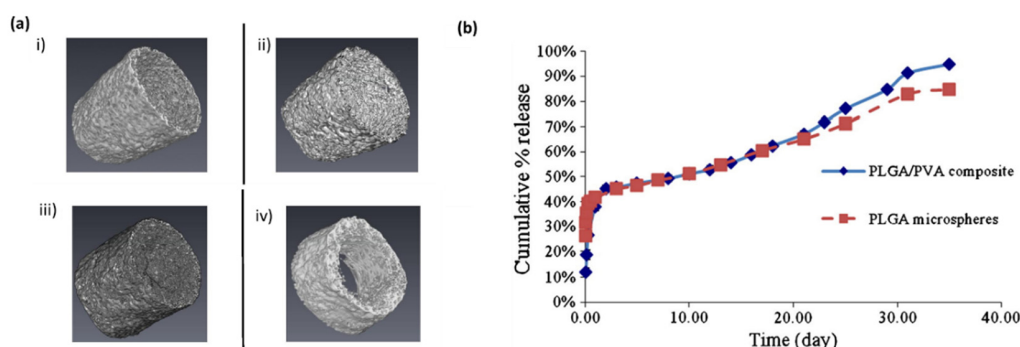 (a)
i)
ii)
iii)
iv)
(b)
Cumulative % release
100%
90%
80%
70%
60%
50%
40%
30%
20%
10%
0%
PLGA/PVA composite
PLGA microspheres
0.00 10.00 20.00 30.00 40.00
Time (day)